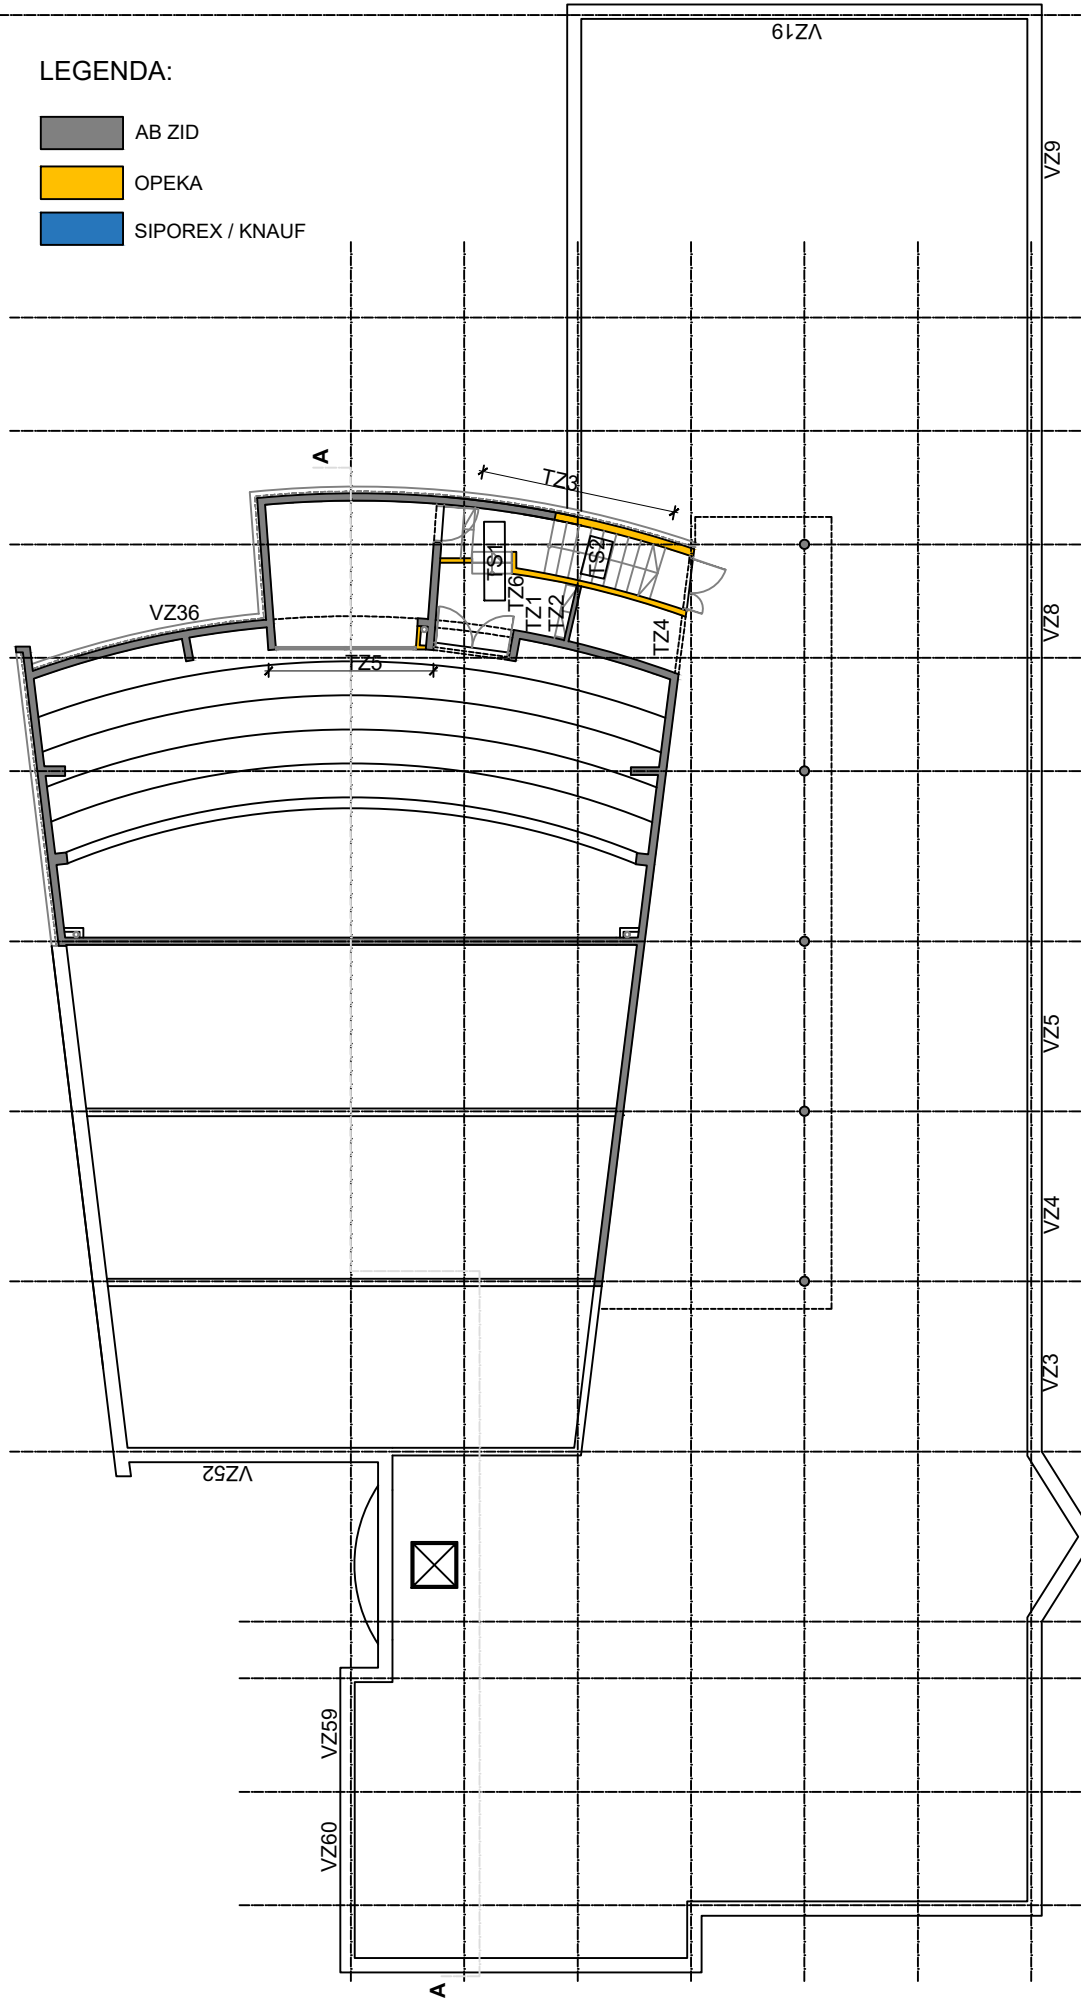 VZ19
LEGENDA:
AB ZID
OPEKA
SIPOREX / KNAUF
VZ9
A
TZ3
TS1
TS2
TZ6
TZ1
TZ2
TZ4
VZ36
VZ8
TZ5
VZ5
VZ4
VZ3
VZ52
VZ59
VZ60
A